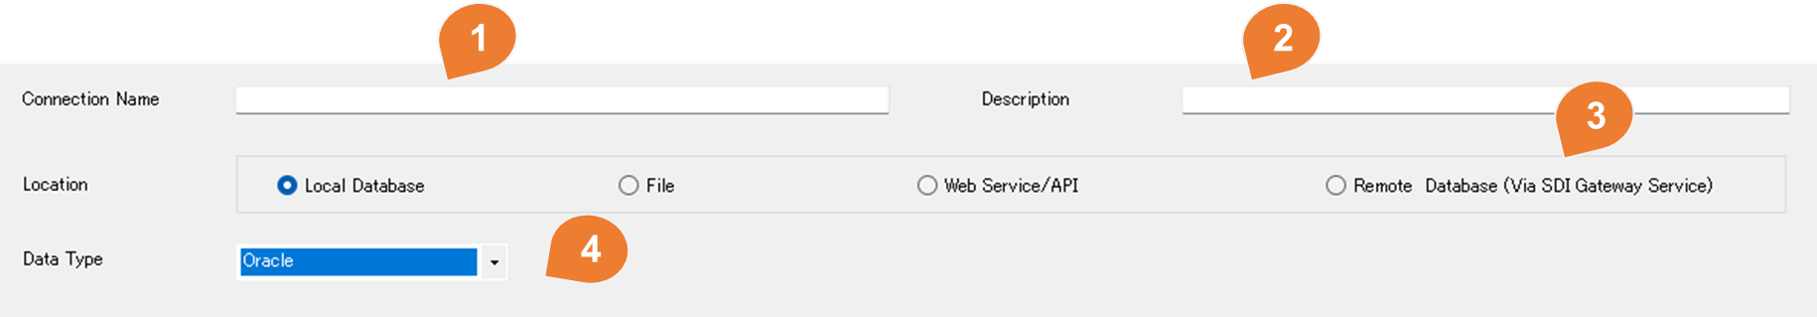 1
2
Connection Name
Description
3
Location
Local Database
File
Web Service/API
Remote Database (Via SDI Gateway Service)
4
Data Type
Oracle